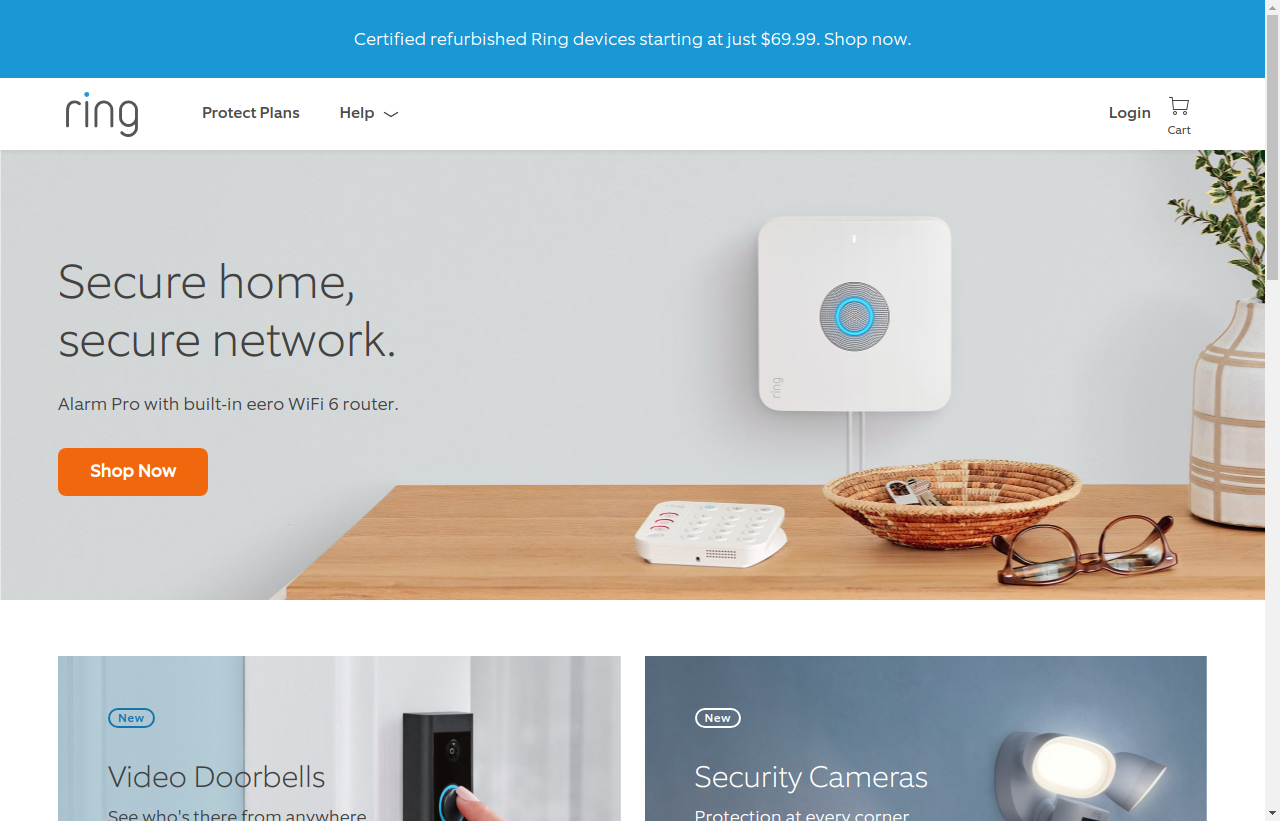 Certified refurbished Ring devices starting at just $69.99. Shop now.
ring
Protect Plans
Help
Login
Cart
Secure home,
secure network.
Alarm Pro with built-in eero WiFi 6 router.
Shop Now
ring
New
Video Doorbells
See who's there from anywhere
New
Security Cameras
Protection at every corner